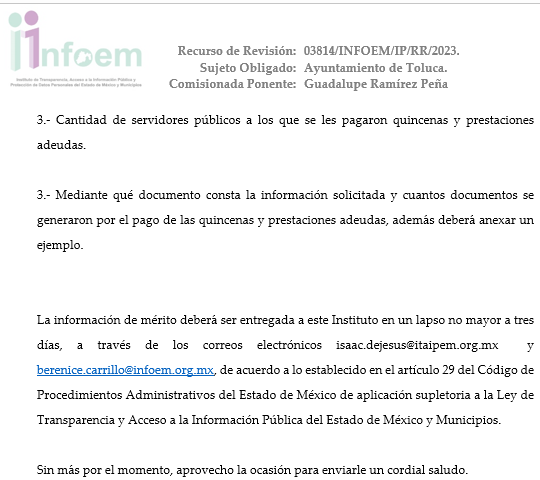 infoem
Instituto de Transparencia, Acceso a la Información Pública y
Protección de Datos Personales del Estado de México y Municipios
Recurso de Revisión: 03814/INFOEM/IP/RR/2023.
Sujeto Obligado: Ayuntamiento de Toluca.
Comisionada Ponente: Guadalupe Ramírez Peña
3.- Cantidad de servidores públicos a los que se les pagaron quincenas y prestaciones
adeudas.
3.- Mediante qué documento consta la información solicitada y cuantos documentos se
generaron por el pago de las quincenas y prestaciones adeudas, además deberá anexar un
ejemplo.
La información de mérito deberá ser entregada a este Instituto en un lapso no mayor a tres
días, a través de los correos electrónicos isaac.dejesus@itaipem.org.mx y
berenice.carrillo@infoem.org.mx, de acuerdo a lo establecido en el artículo 29 del Código de
Procedimientos Administrativos del Estado de México de aplicación supletoria a la Ley de
Transparencia y Acceso a la Información Pública del Estado de México y Municipios.
Sin más por el momento, aprovecho la ocasión para enviarle un cordial saludo.